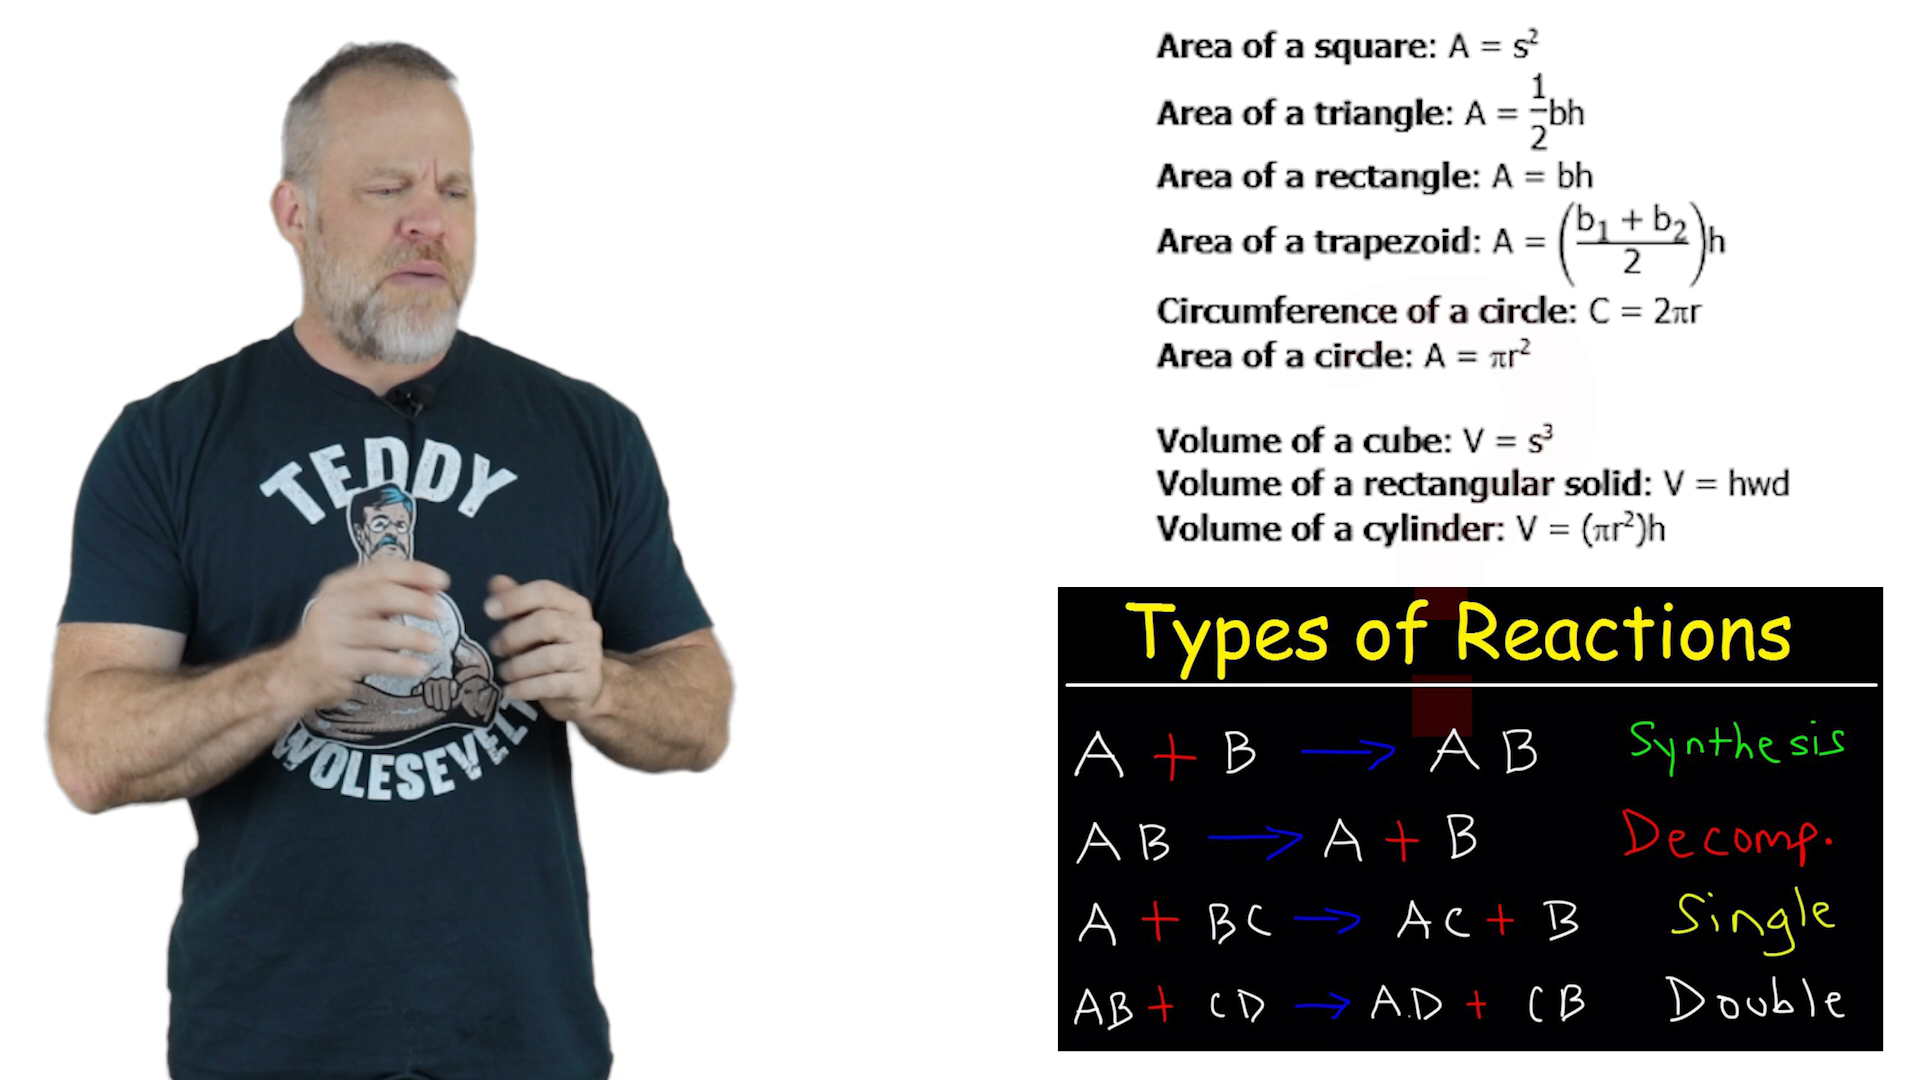 TEDDY
WOLESEVELT
Area of a square: A = s²
Area of a triangle: A = 1/2 bh
Area of a rectangle: A = bh
Area of a trapezoid: A = ((b₁ + b₂)/2)h
Circumference of a circle: C = 2πr
Area of a circle: A = πr²
Volume of a cube: V = s³
Volume of a rectangular solid: V = hwd
Volume of a cylinder: V = (πr²)h
Types of Reactions
A + B → AB Synthesis
AB → A + B Decomp.
A + BC → AC + B Single
AB + CD → A.D + CB Double